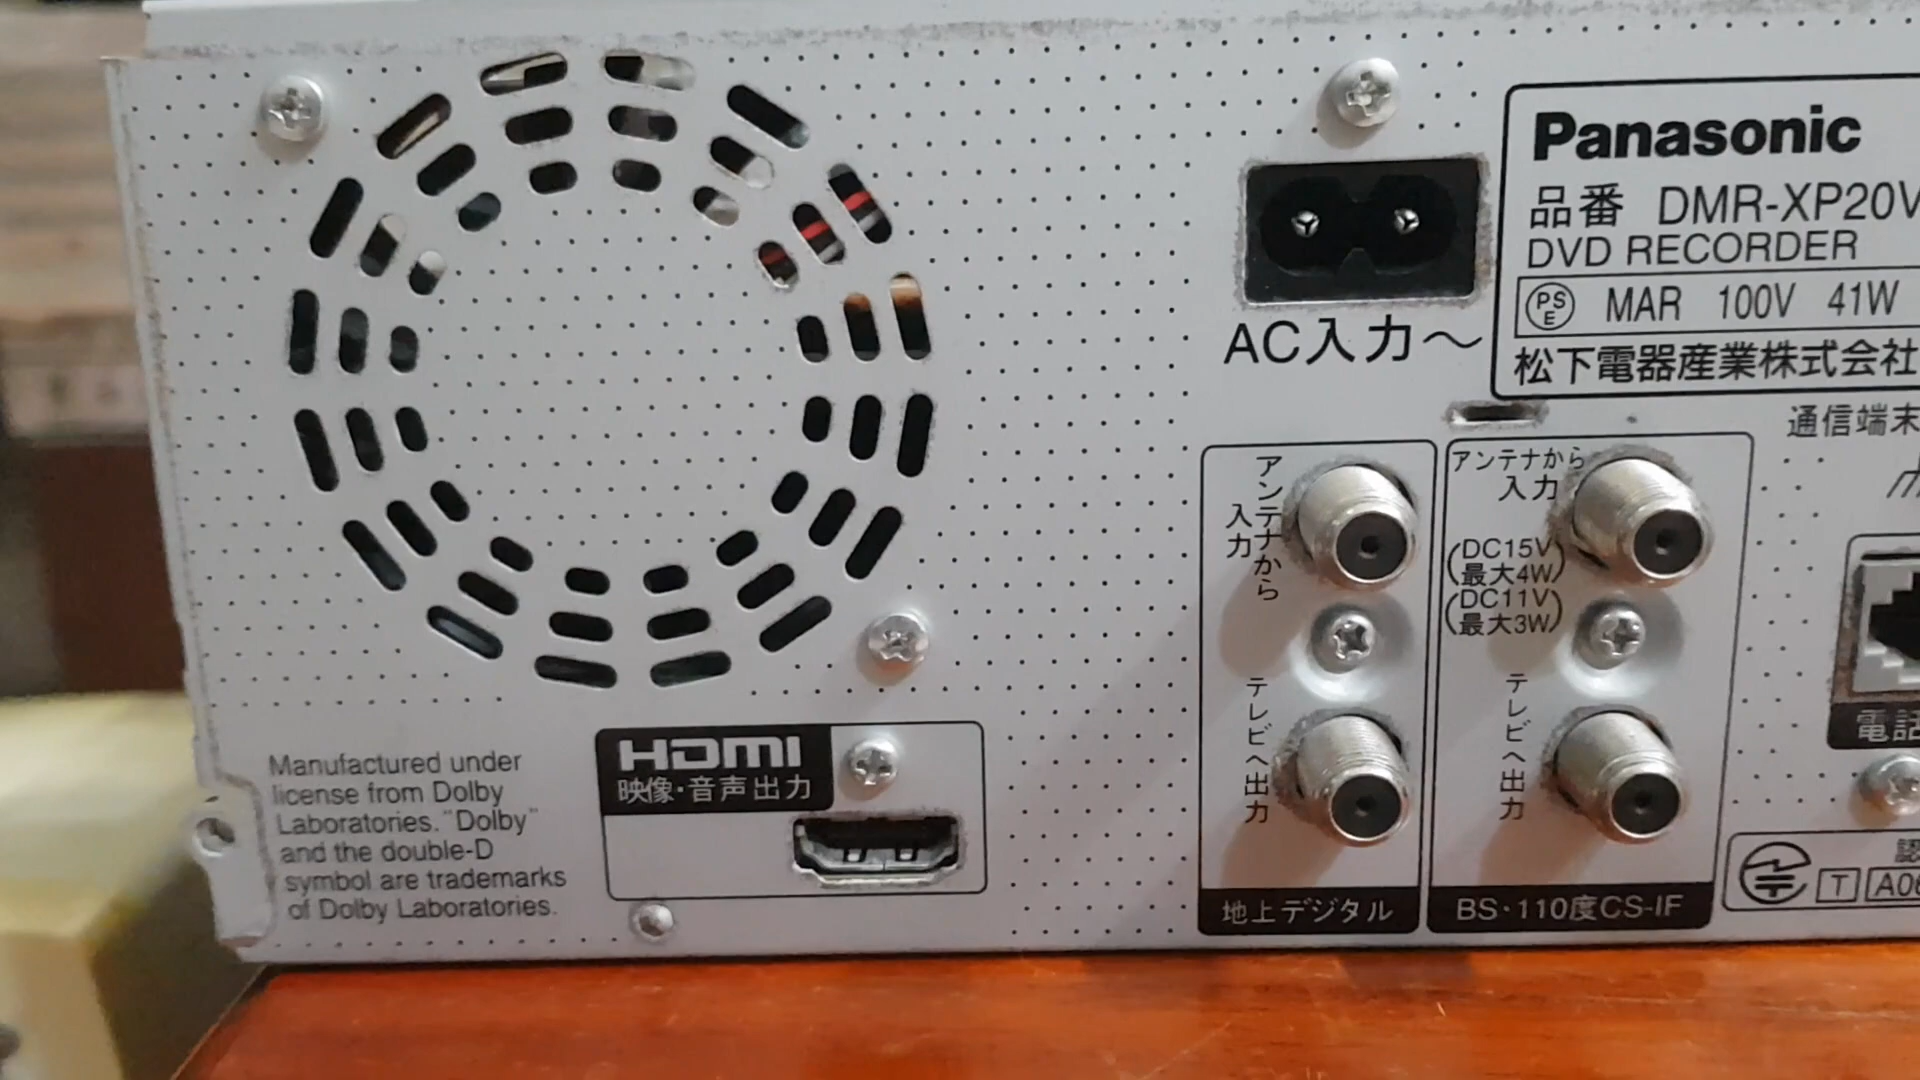 Panasonic
品番 DMR-XP20V
DVD RECORDER
PSE MAR 100V 41W
松下電器産業株式会社
AC入力～
通信端末
アンテナから
入力
アンテナから
入力
(DC15V
最大4W)
(DC11V
最大3W)
テレビへ出力
テレビへ出力
電話
HDMI
映像・音声出力
Manufactured under
license from Dolby
Laboratories. "Dolby"
and the double-D
symbol are trademarks
of Dolby Laboratories.
地上デジタル
BS・110度CS-IF
T